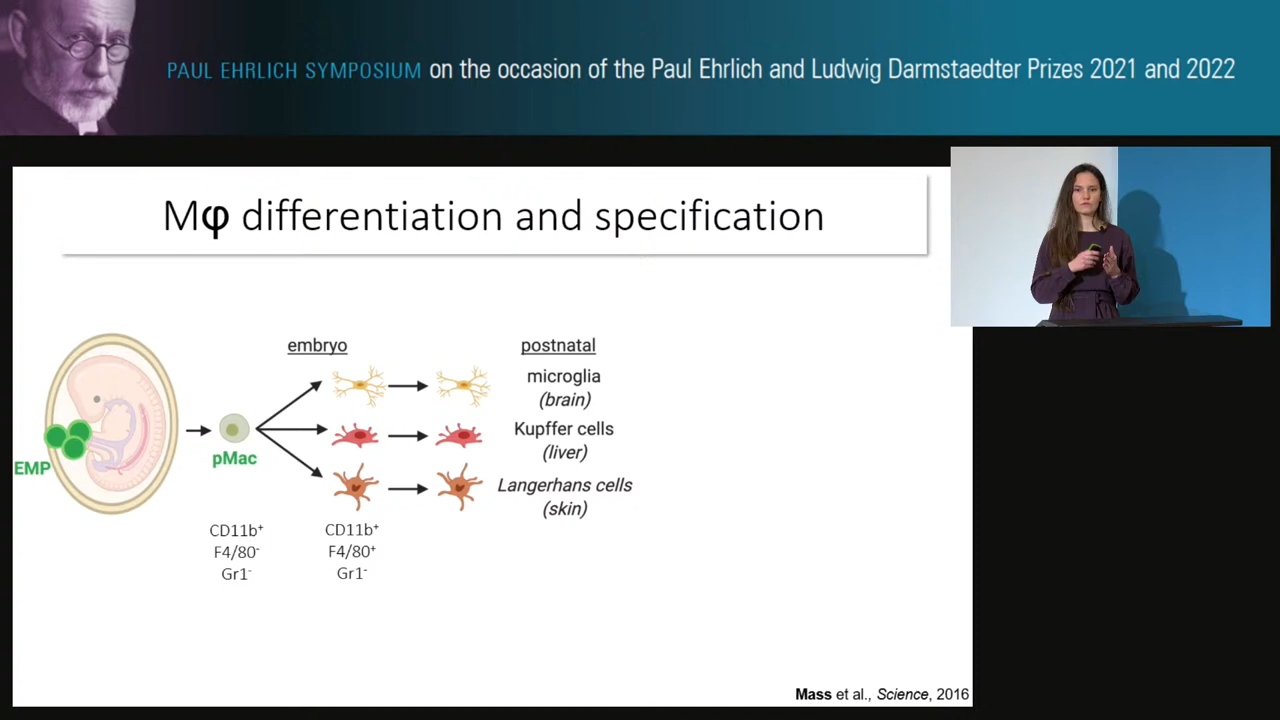 PAUL EHRLICH SYMPOSIUM on the occasion of the Paul Ehrlich and Ludwig Darmstaedter Prizes 2021 and 2022
Mφ differentiation and specification
embryo
postnatal
microglia
(brain)
Kupffer cells
(liver)
Langerhans cells
(skin)
EMP
pMac
CD11b⁺
F4/80⁻
Gr1⁻
CD11b⁺
F4/80⁺
Gr1⁻
Mass et al., Science, 2016